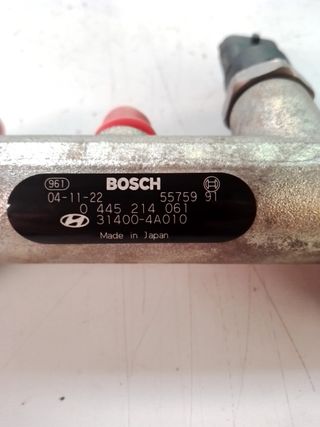 961 BOSCH
04-11-22 55759 91
0 445 214 061
31400-4A010
Made in Japan